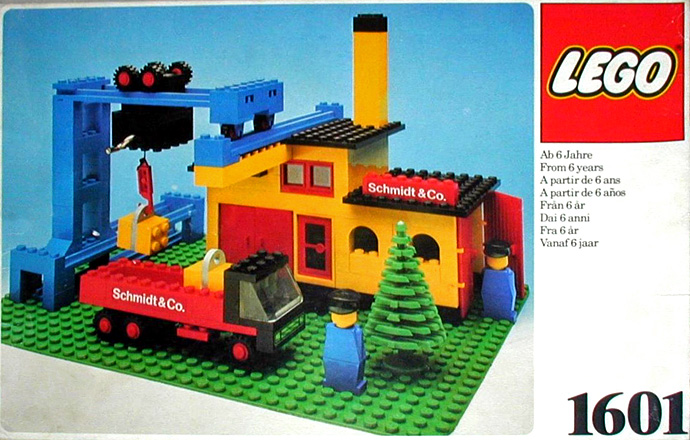 LEGO
Ab 6 Jahre
From 6 years
A partir de 6 ans
A partir de 6 años
Från 6 år
Dai 6 anni
Fra 6 år
Vanaf 6 jaar
Schmidt & Co.
Schmidt & Co.
1601